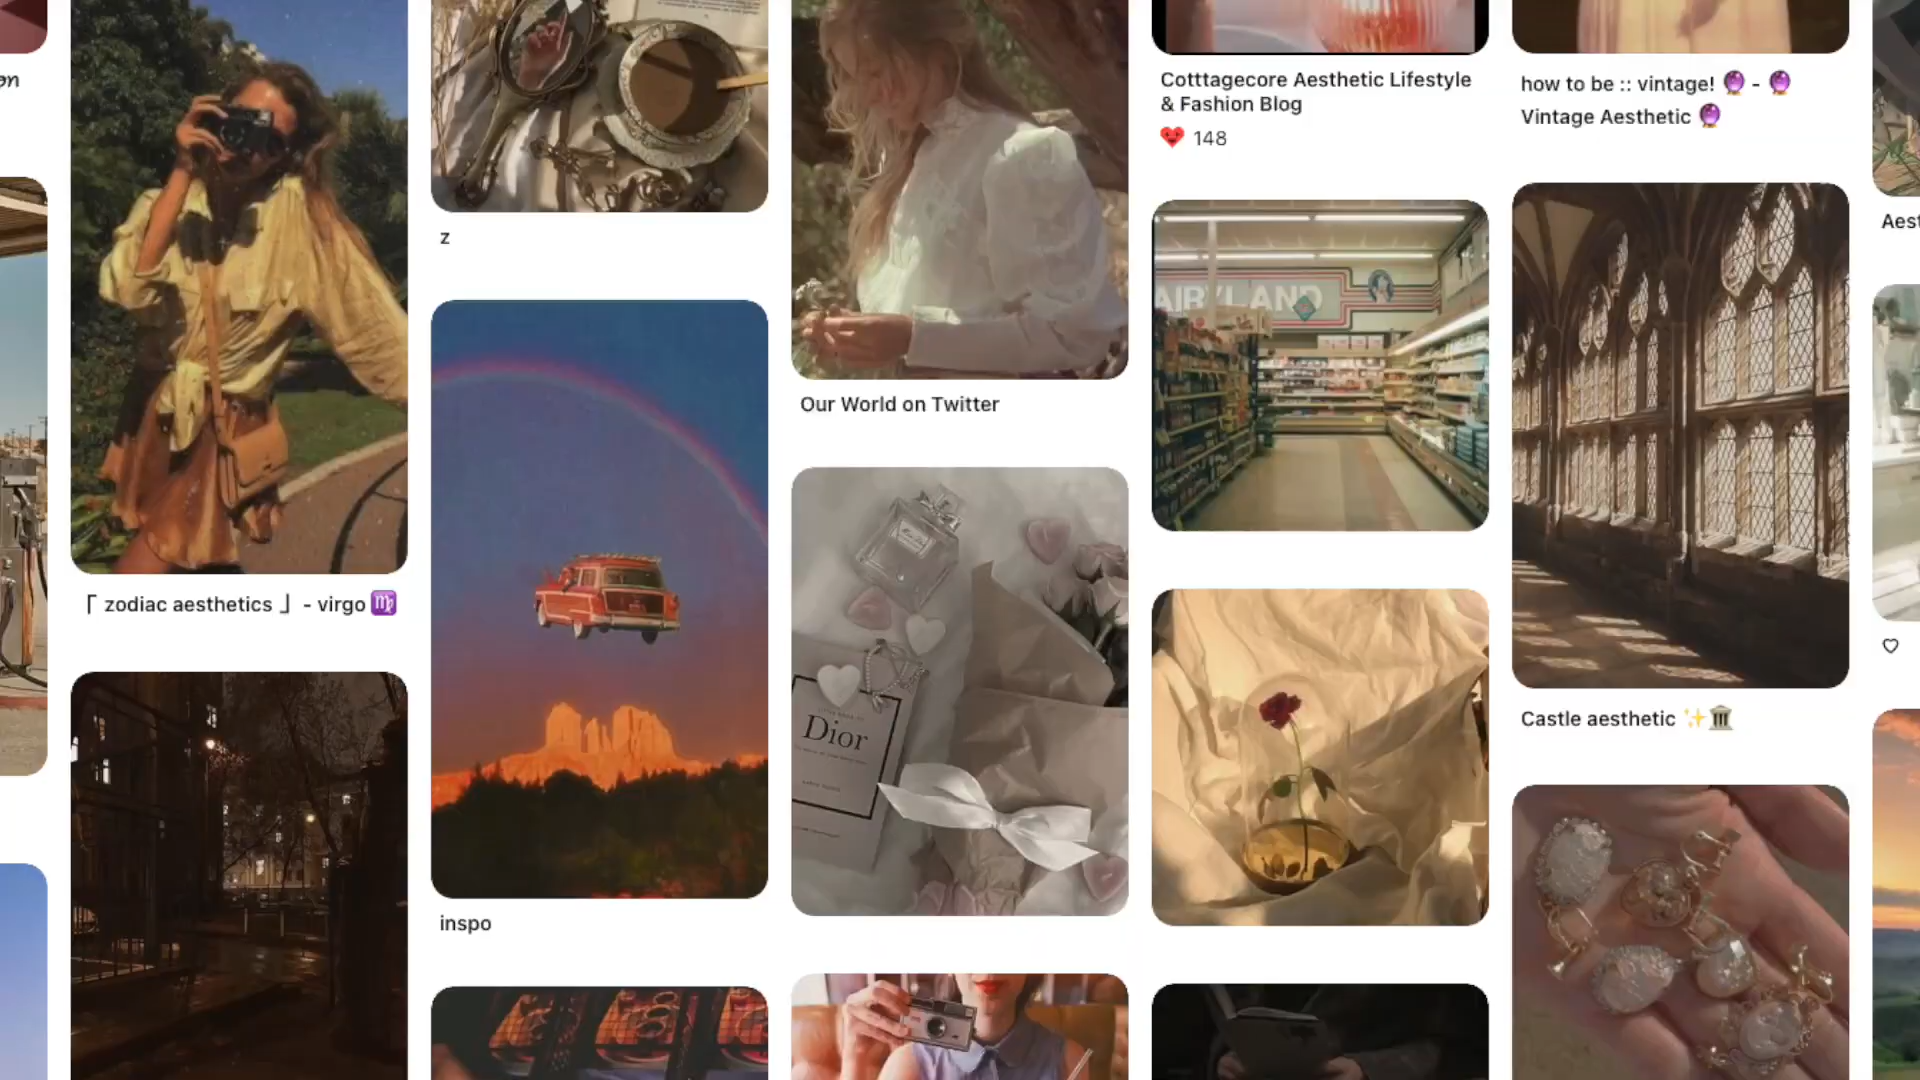 on
「 zodiac aesthetics 」 - virgo ♍
z
inspo
Our World on Twitter
Dior
Cotttagecore Aesthetic Lifestyle
& Fashion Blog
148
AIRYLAND
how to be :: vintage! 🔮 - 🔮
Vintage Aesthetic 🔮
Castle aesthetic ✨🏛️
Aest